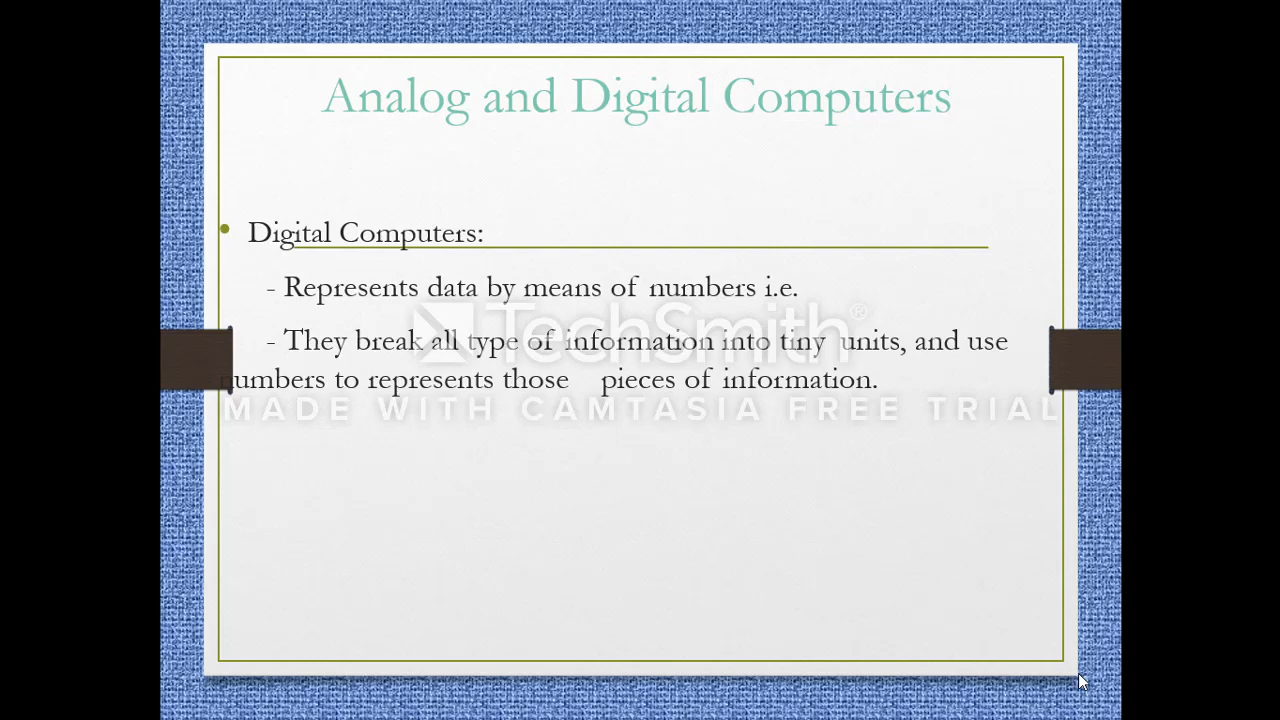 Analog and Digital Computers
• Digital Computers:
- Represents data by means of numbers i.e.
- They break all type of information into tiny units, and use
numbers to represents those pieces of information.
TechSmith®
MADE WITH CAMTASIA FREE TRIAL